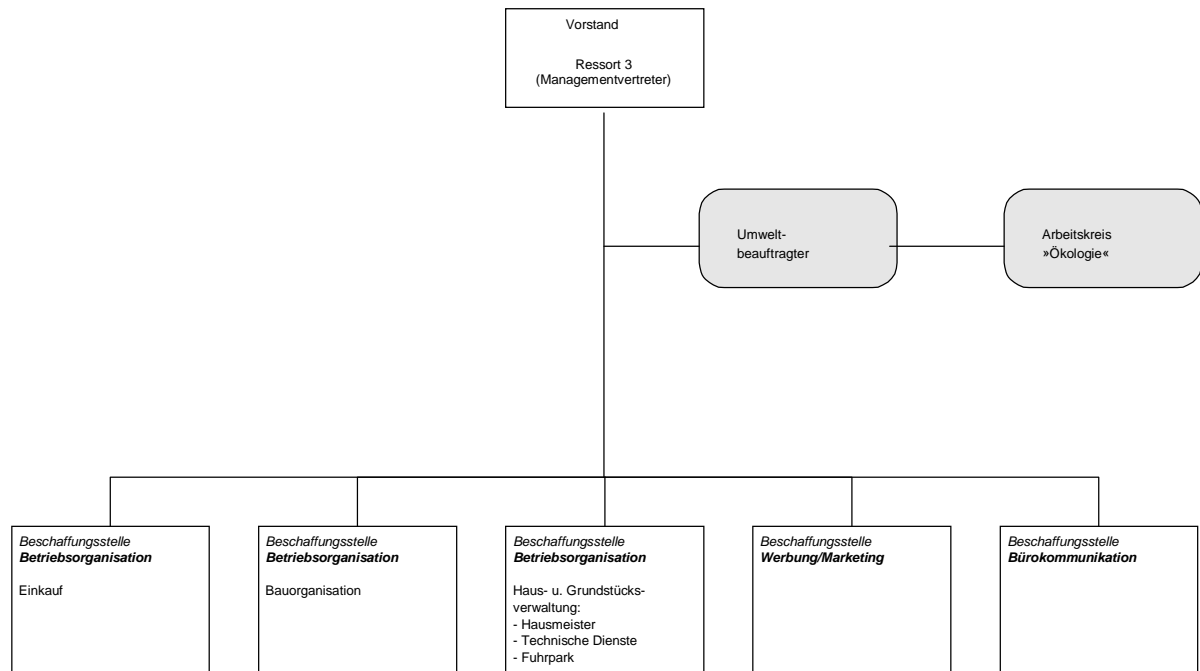 Vorstand
Ressort 3
(Managementvertreter)
Umwelt-
beauftragter
Arbeitskreis
»Ökologie«
Beschaffungsstelle
Betriebsorganisation
Einkauf
Beschaffungsstelle
Betriebsorganisation
Bauorganisation
Beschaffungsstelle
Betriebsorganisation
Haus- u. Grundstücks-
verwaltung:
- Hausmeister
- Technische Dienste
- Fuhrpark
Beschaffungsstelle
Werbung/Marketing
Beschaffungsstelle
Bürokommunikation